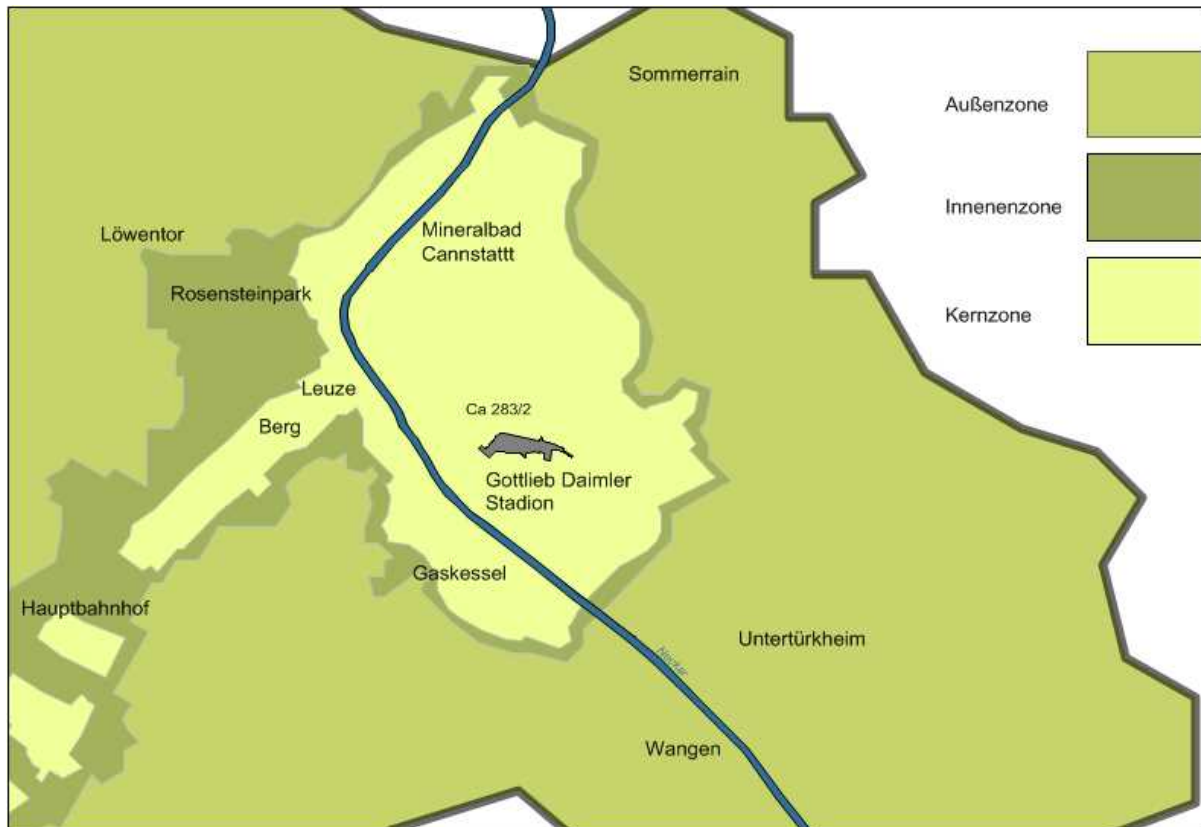 Sommerrain
Außenzone
Innenenzone
Löwentor
Mineralbad
Cannstattt
Rosensteinpark
Kernzone
Leuze
Ca 283/2
Berg
Gottlieb Daimler
Stadion
Gaskessel
Hauptbahnhof
Untertürkheim
Neckar
Wangen